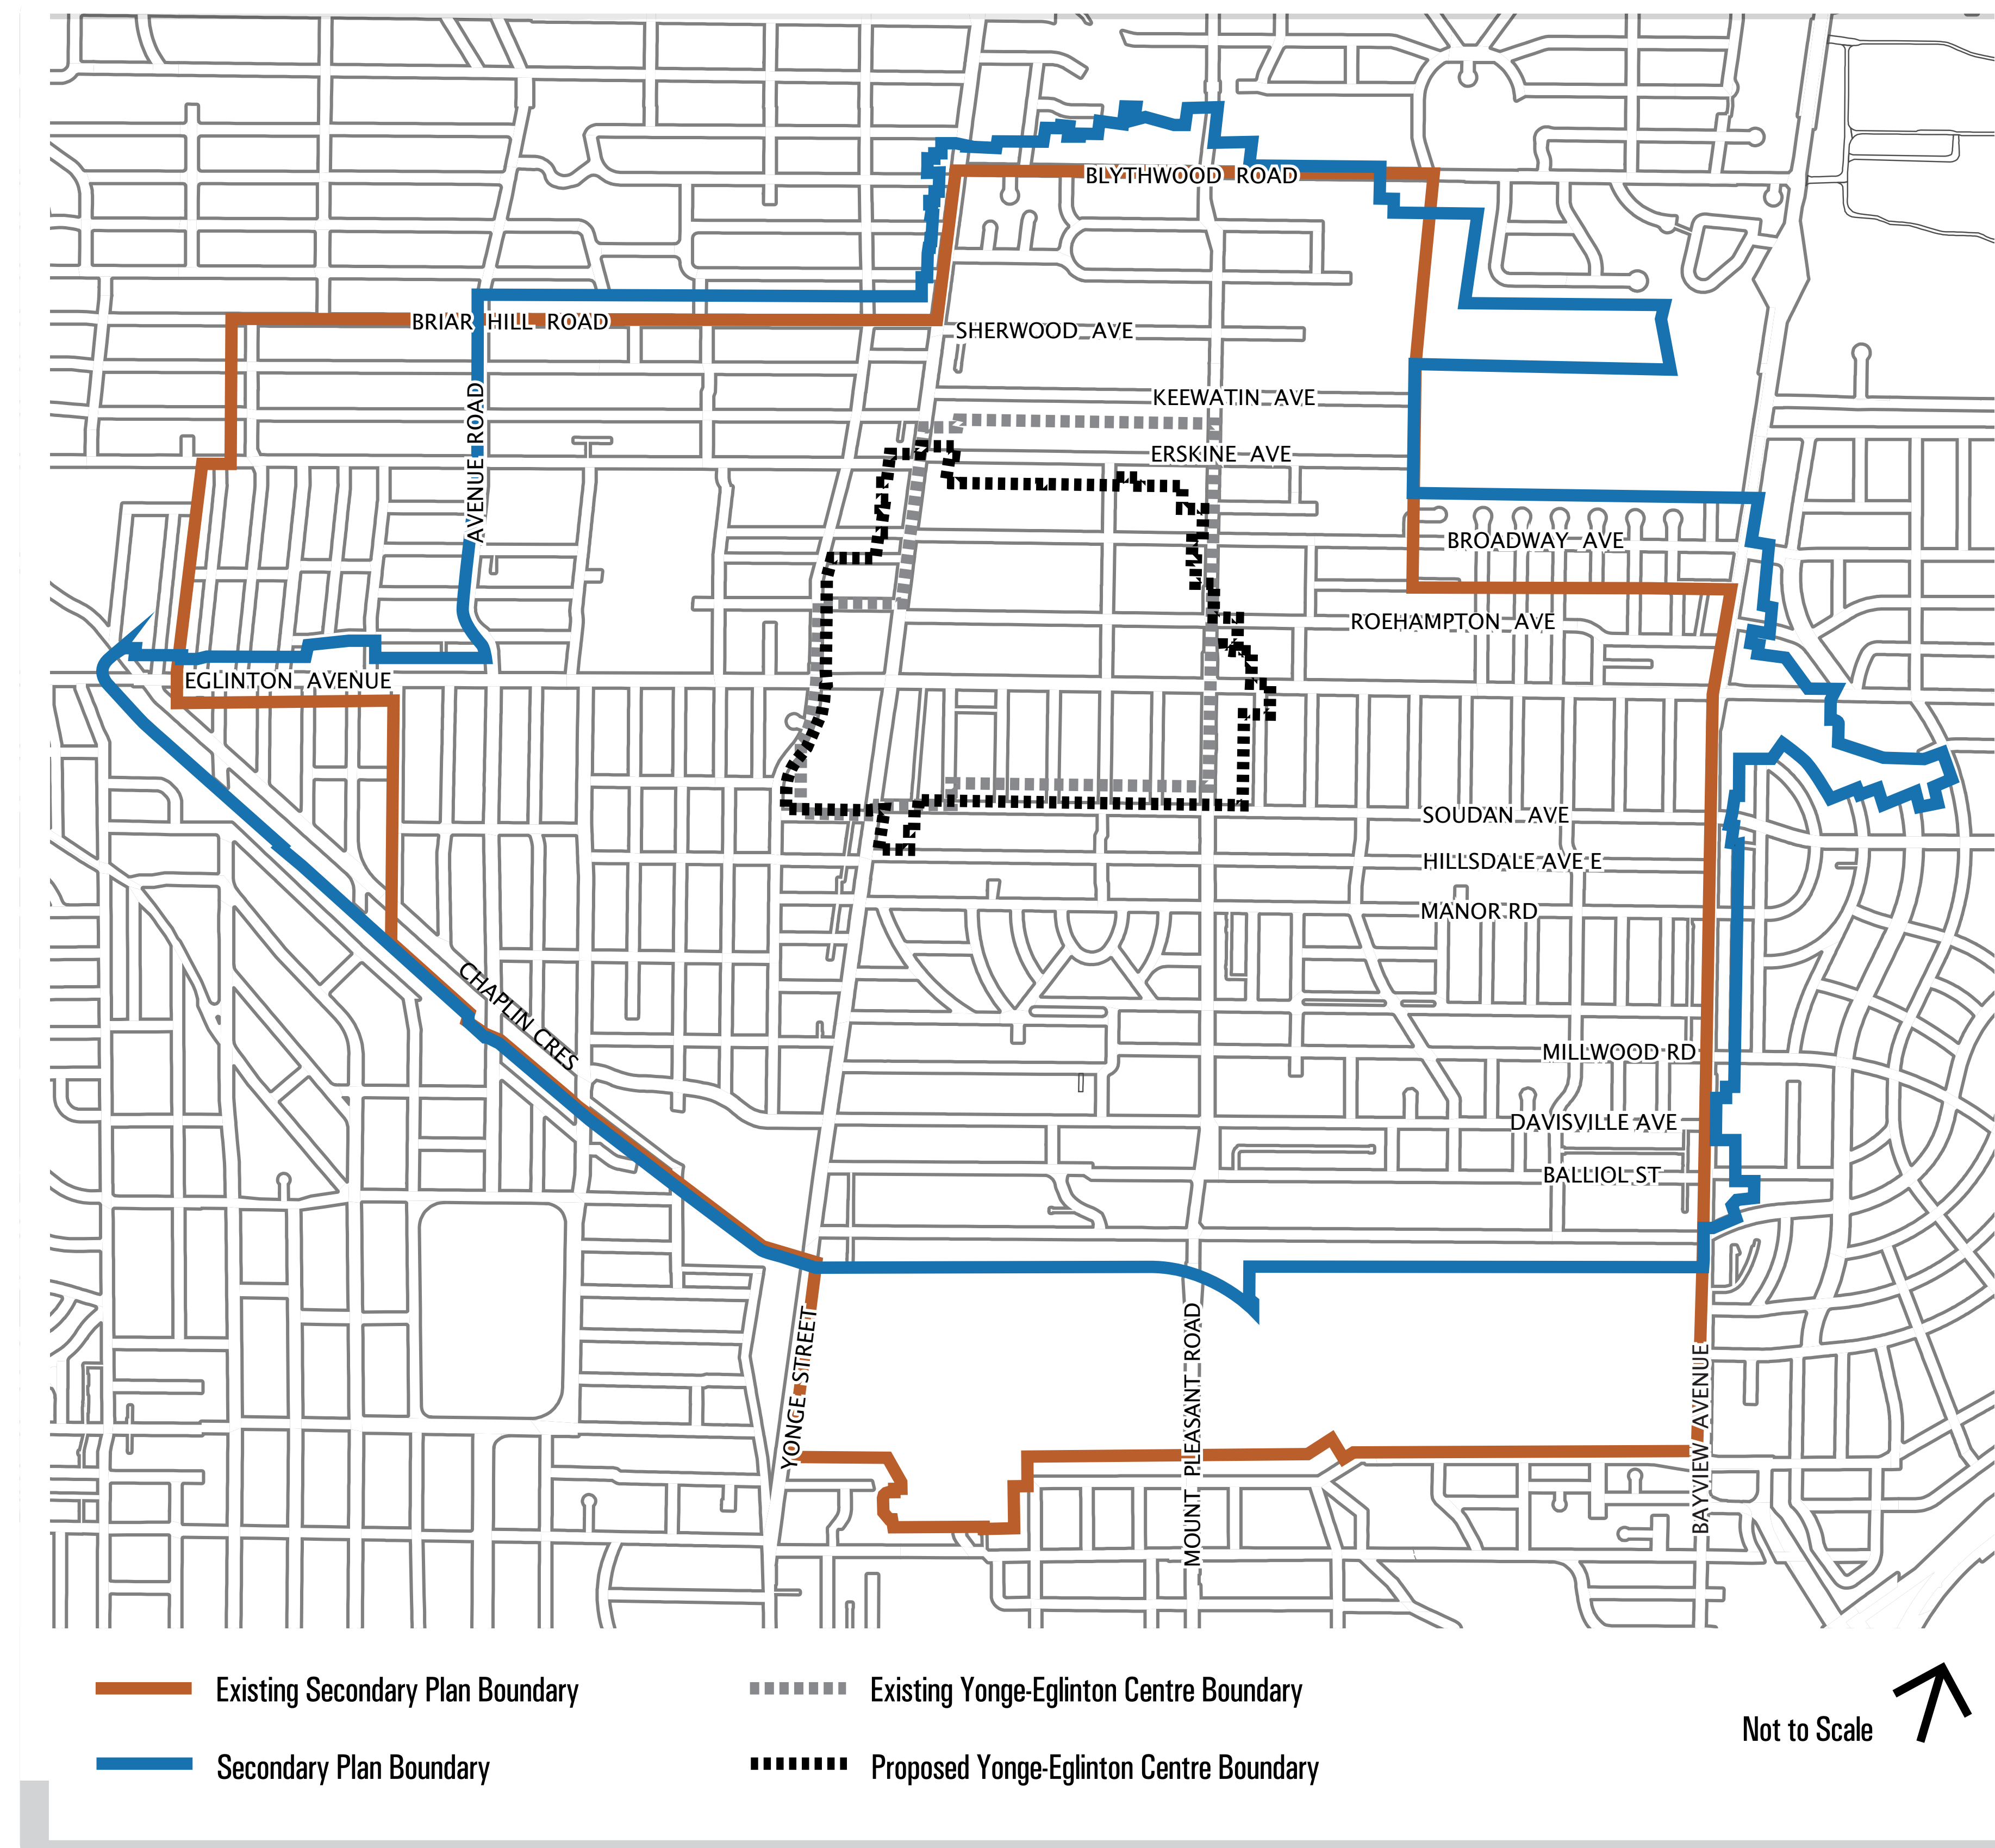 BLYTHWOOD ROAD
BRIAR HILL ROAD
SHERWOOD AVE
AVENUE ROAD
KEEWATIN AVE
ERSKINE AVE
BROADWAY AVE
ROEHAMPTON AVE
EGLINTON AVENUE
SOUDAN AVE
HILLSDALE AVE E
MANOR RD
CHAPLIN CRES
MILLWOOD RD
DAVISVILLE AVE
BALLIOL ST
YONGE STREET
MOUNT PLEASANT ROAD
BAYVIEW AVENUE
Existing Secondary Plan Boundary
Existing Yonge-Eglinton Centre Boundary
Not to Scale
Secondary Plan Boundary
Proposed Yonge-Eglinton Centre Boundary